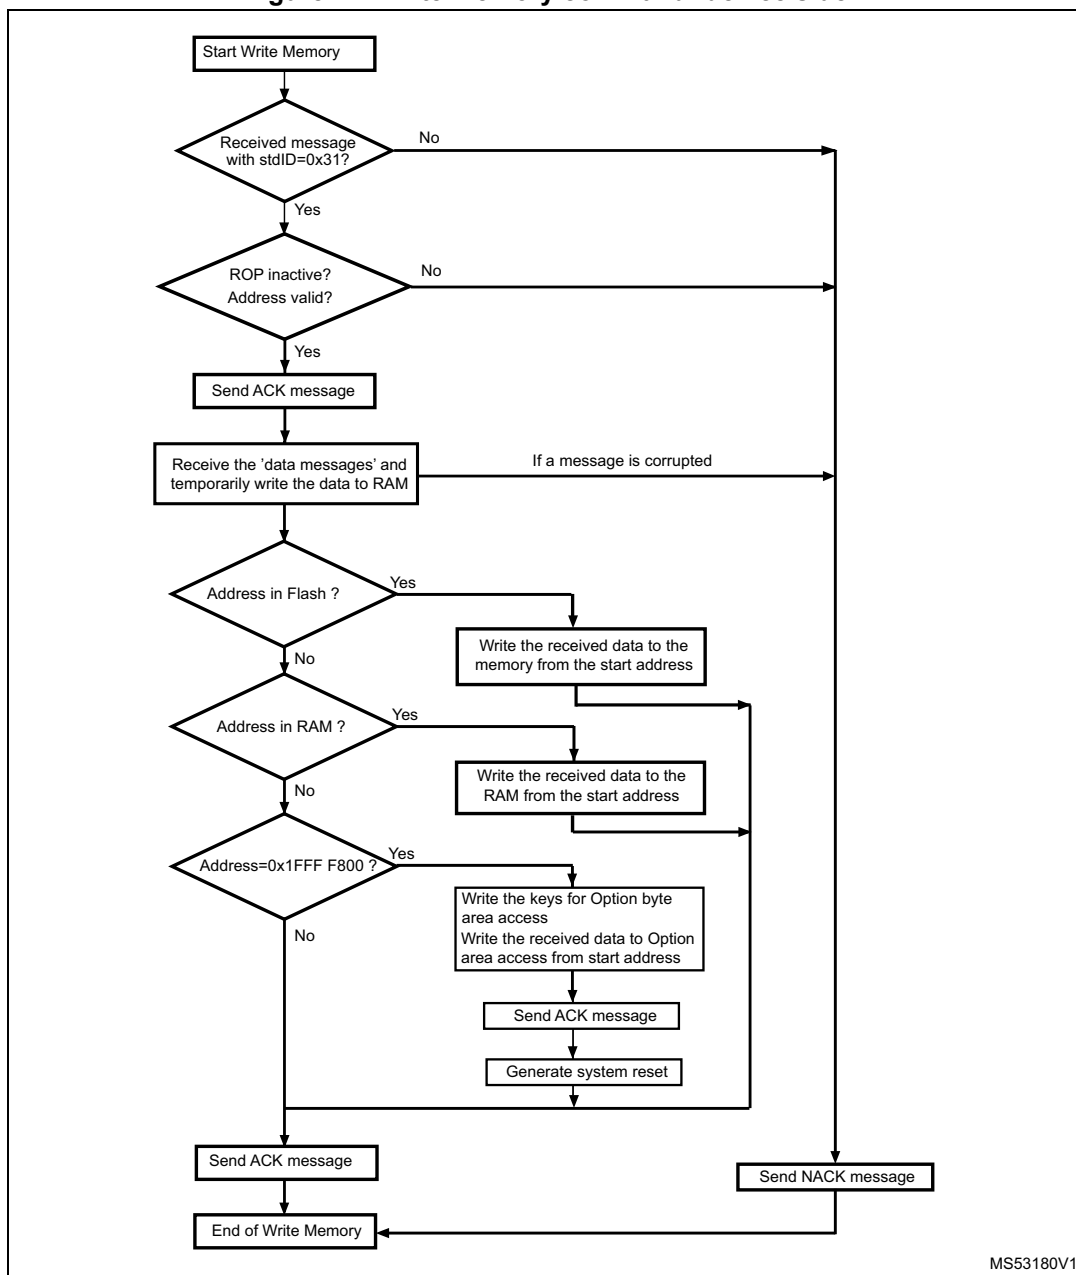 Start Write Memory
Received message
with stdID=0x31?
No
Yes
ROP inactive?
Address valid?
No
Yes
Send ACK message
Receive the 'data messages' and
temporarily write the data to RAM
If a message is corrupted
Address in Flash ?
Yes
Write the received data to the
memory from the start address
No
Address in RAM ?
Yes
Write the received data to the
RAM from the start address
No
Address=0x1FFF F800 ?
Yes
Write the keys for Option byte
area access
Write the received data to Option
area access from start address
No
Send ACK message
Generate system reset
Send ACK message
Send NACK message
End of Write Memory
MS53180V1